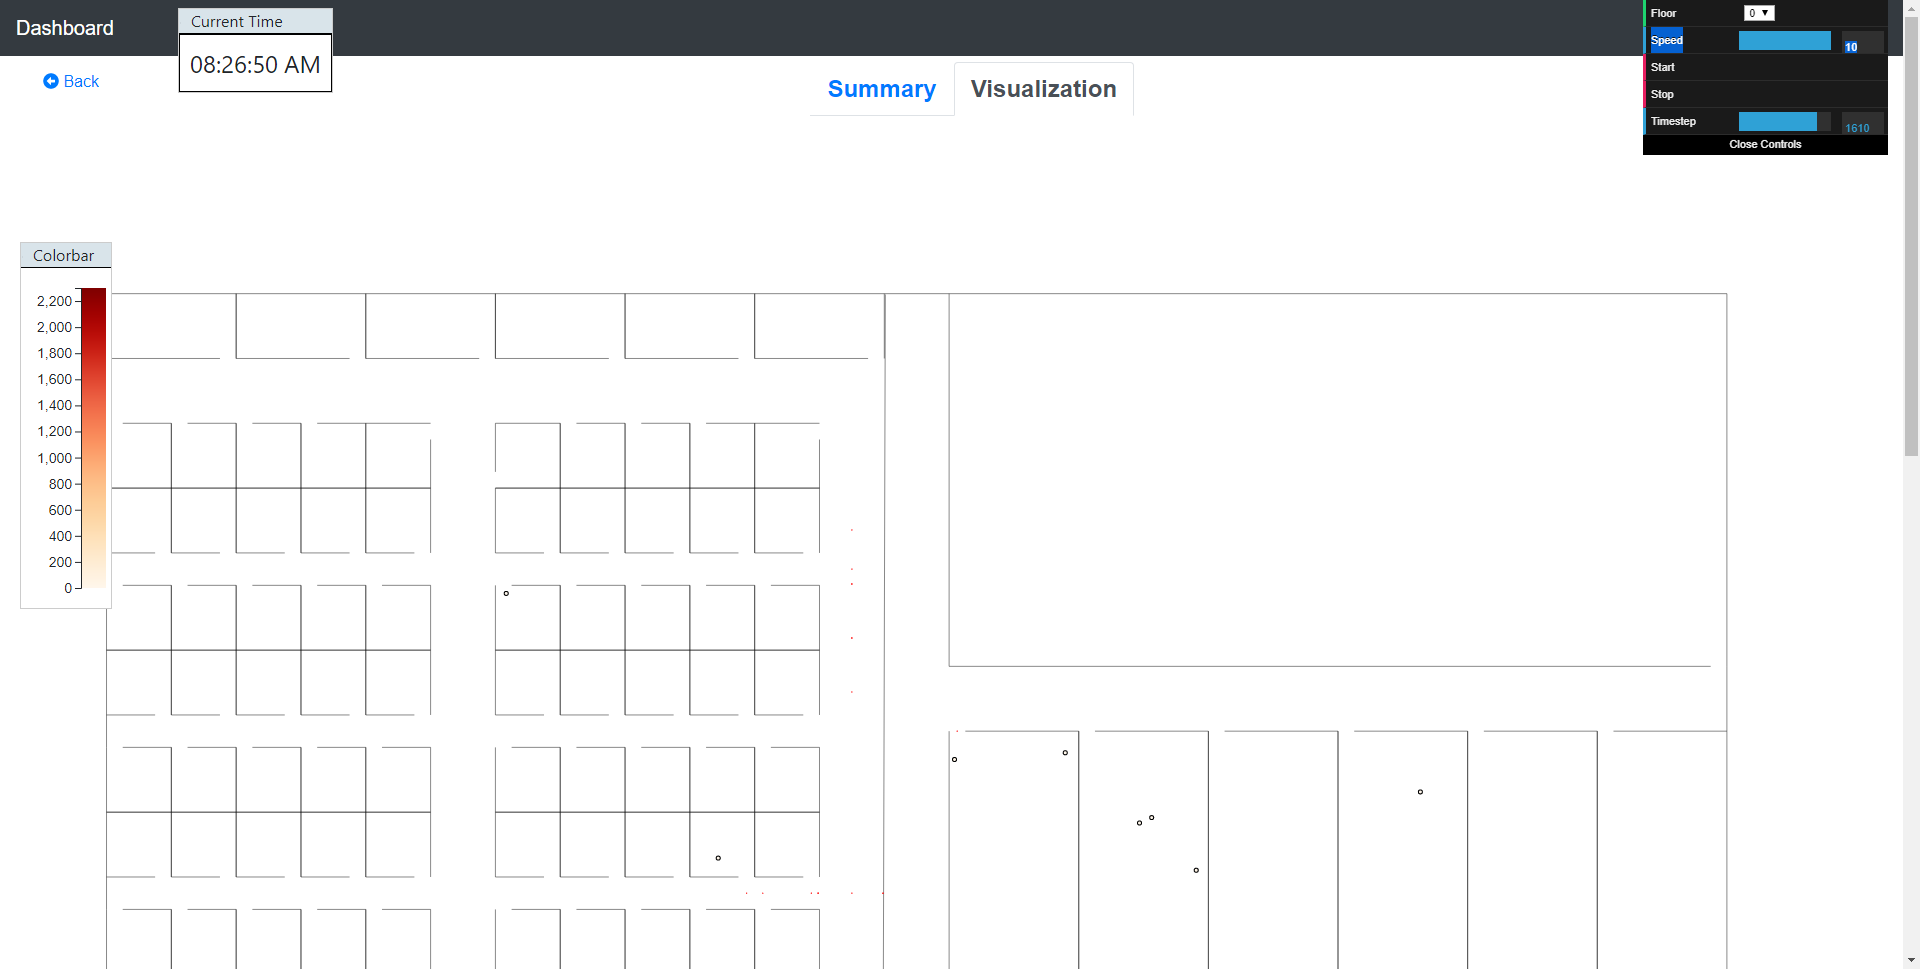 Dashboard
Current Time
08:26:50 AM
Back
Summary
Visualization
Floor
0
Speed
10
Start
Stop
Timestep
1610
Close Controls
Colorbar
2,200
2,000
1,800
1,600
1,400
1,200
1,000
800
600
400
200
0